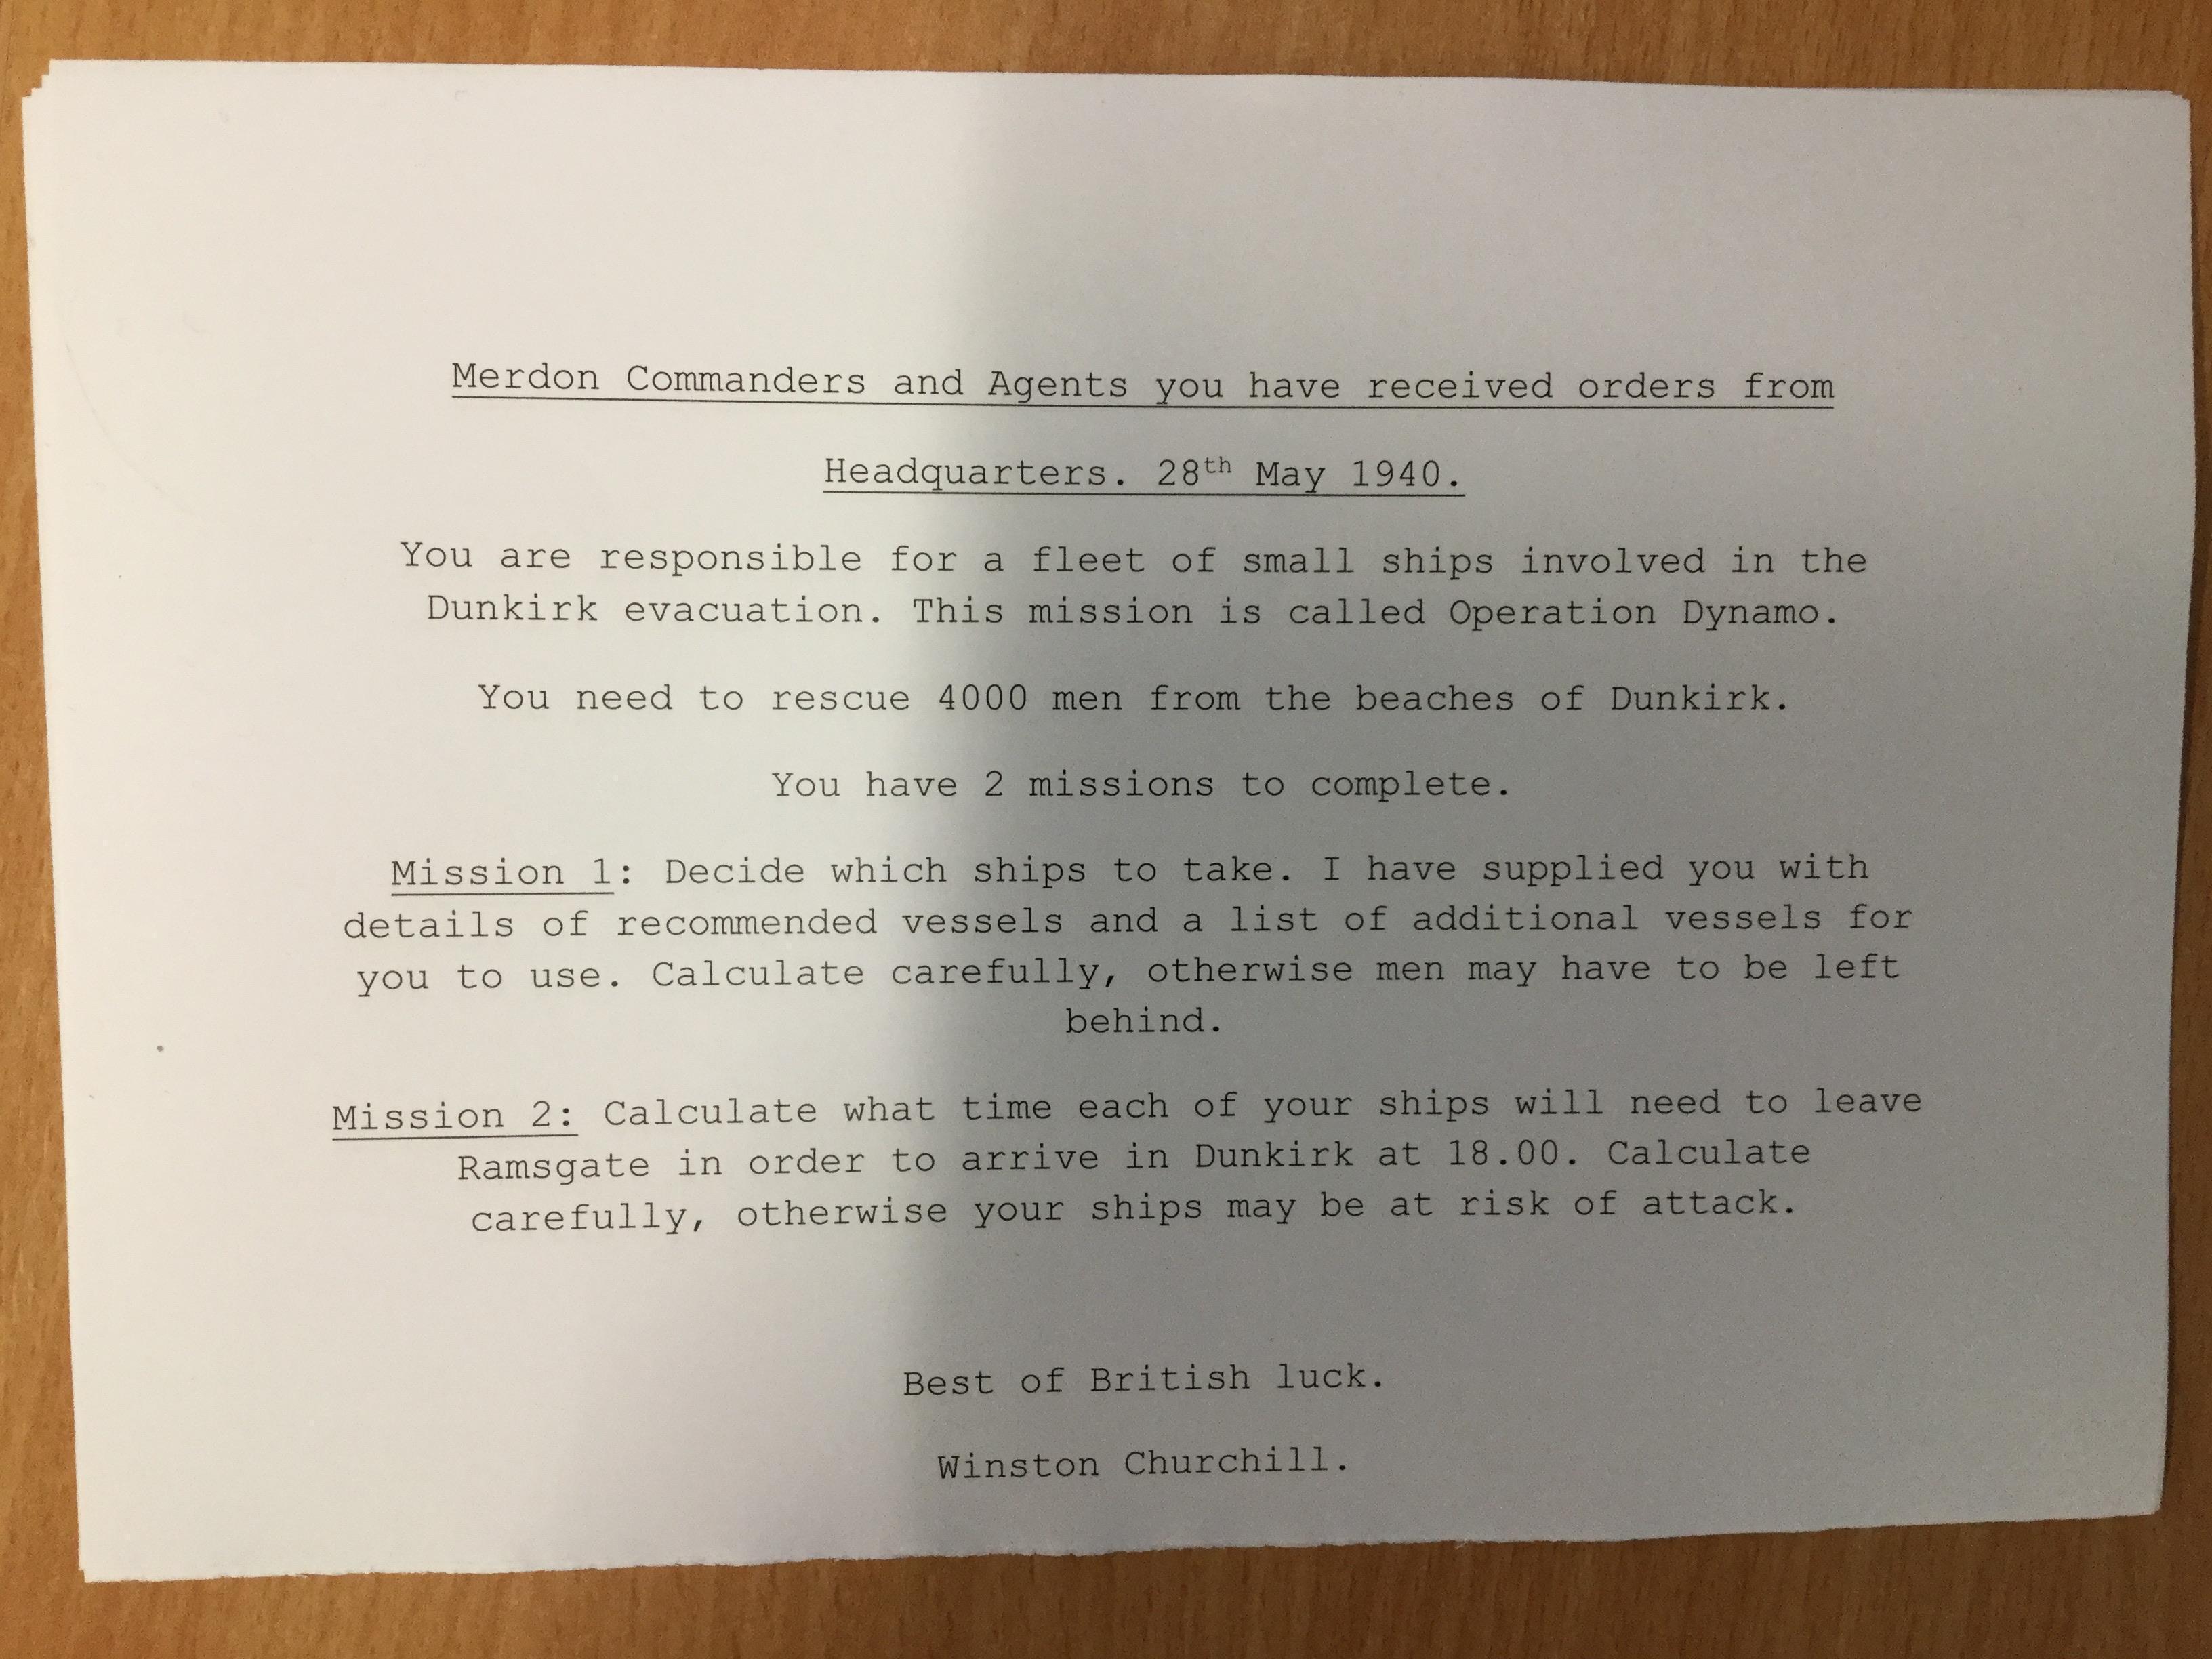 Merdon Commanders and Agents you have received orders from
Headquarters. 28th May 1940.
You are responsible for a fleet of small ships involved in the
Dunkirk evacuation. This mission is called Operation Dynamo.
You need to rescue 4000 men from the beaches of Dunkirk.
You have 2 missions to complete.
Mission 1: Decide which ships to take. I have supplied you with
details of recommended vessels and a list of additional vessels for
you to use. Calculate carefully, otherwise men may have to be left
behind.
Mission 2: Calculate what time each of your ships will need to leave
Ramsgate in order to arrive in Dunkirk at 18.00. Calculate
carefully, otherwise your ships may be at risk of attack.
Best of British luck.
Winston Churchill.